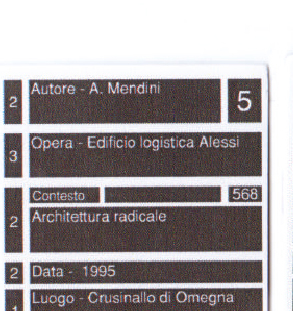 2 Autore - A. Mendini 5
3 Opera - Edificio logistica Alessi
Contesto 568
2 Architettura radicale
2 Data - 1995
1 Luogo - Crusinallo di Omegna